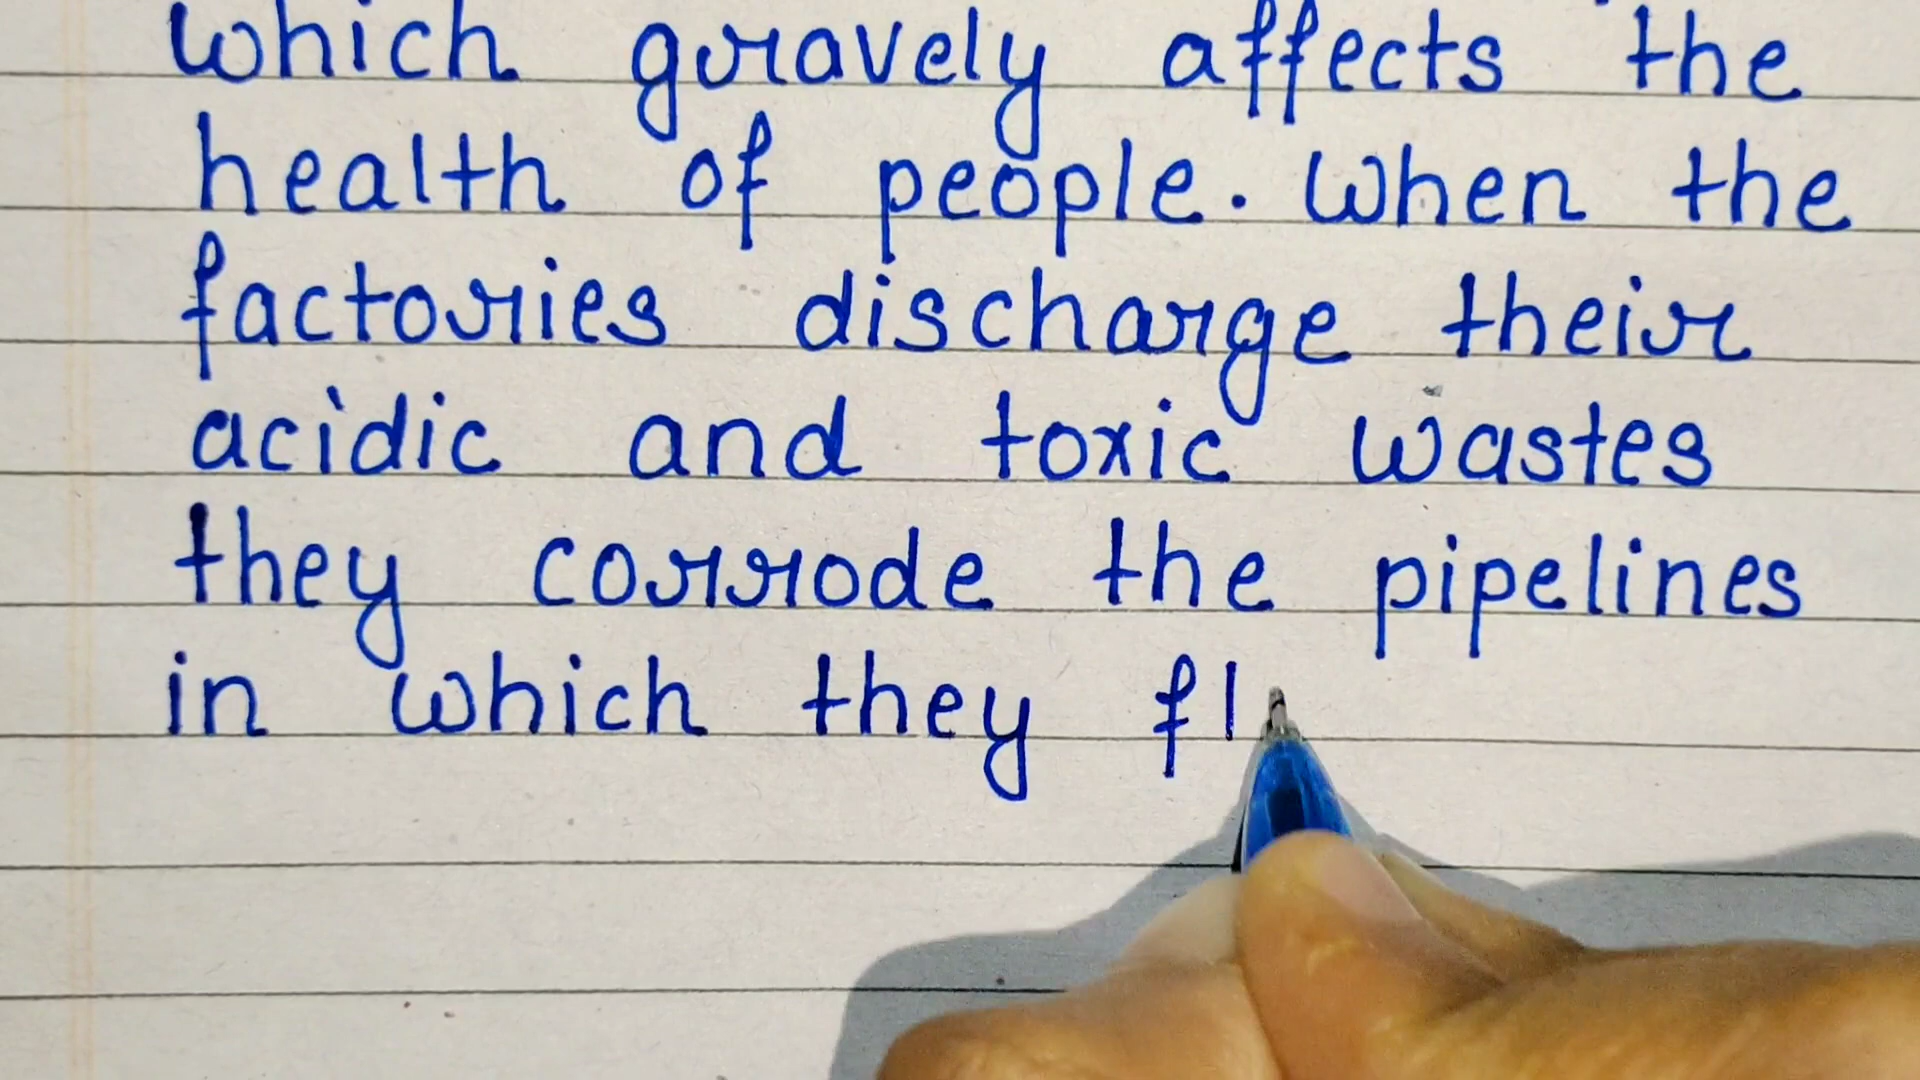 which gravely affects the
health of people. When the
factories discharge their
acidic and toxic wastes
they corrode the pipelines
in which they fl